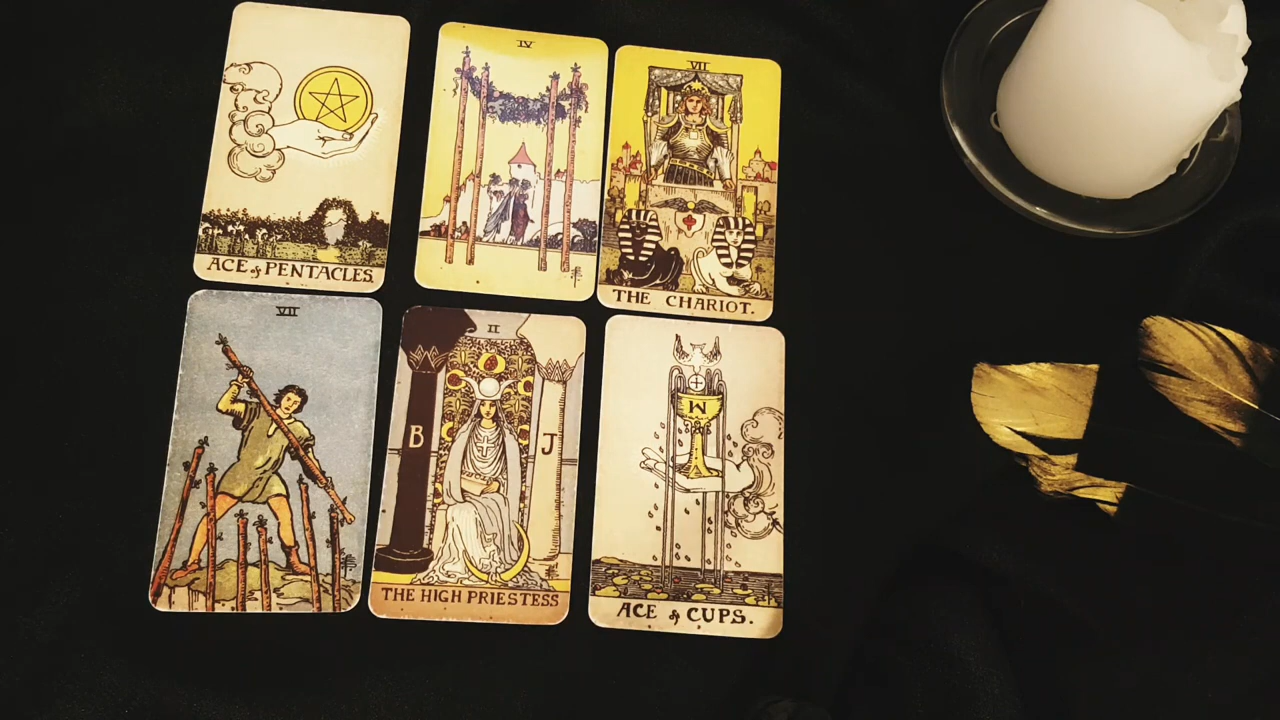 ACE of PENTACLES.
IV
VII
THE CHARIOT.
VII
II
B J
THE HIGH PRIESTESS
W
ACE of CUPS.